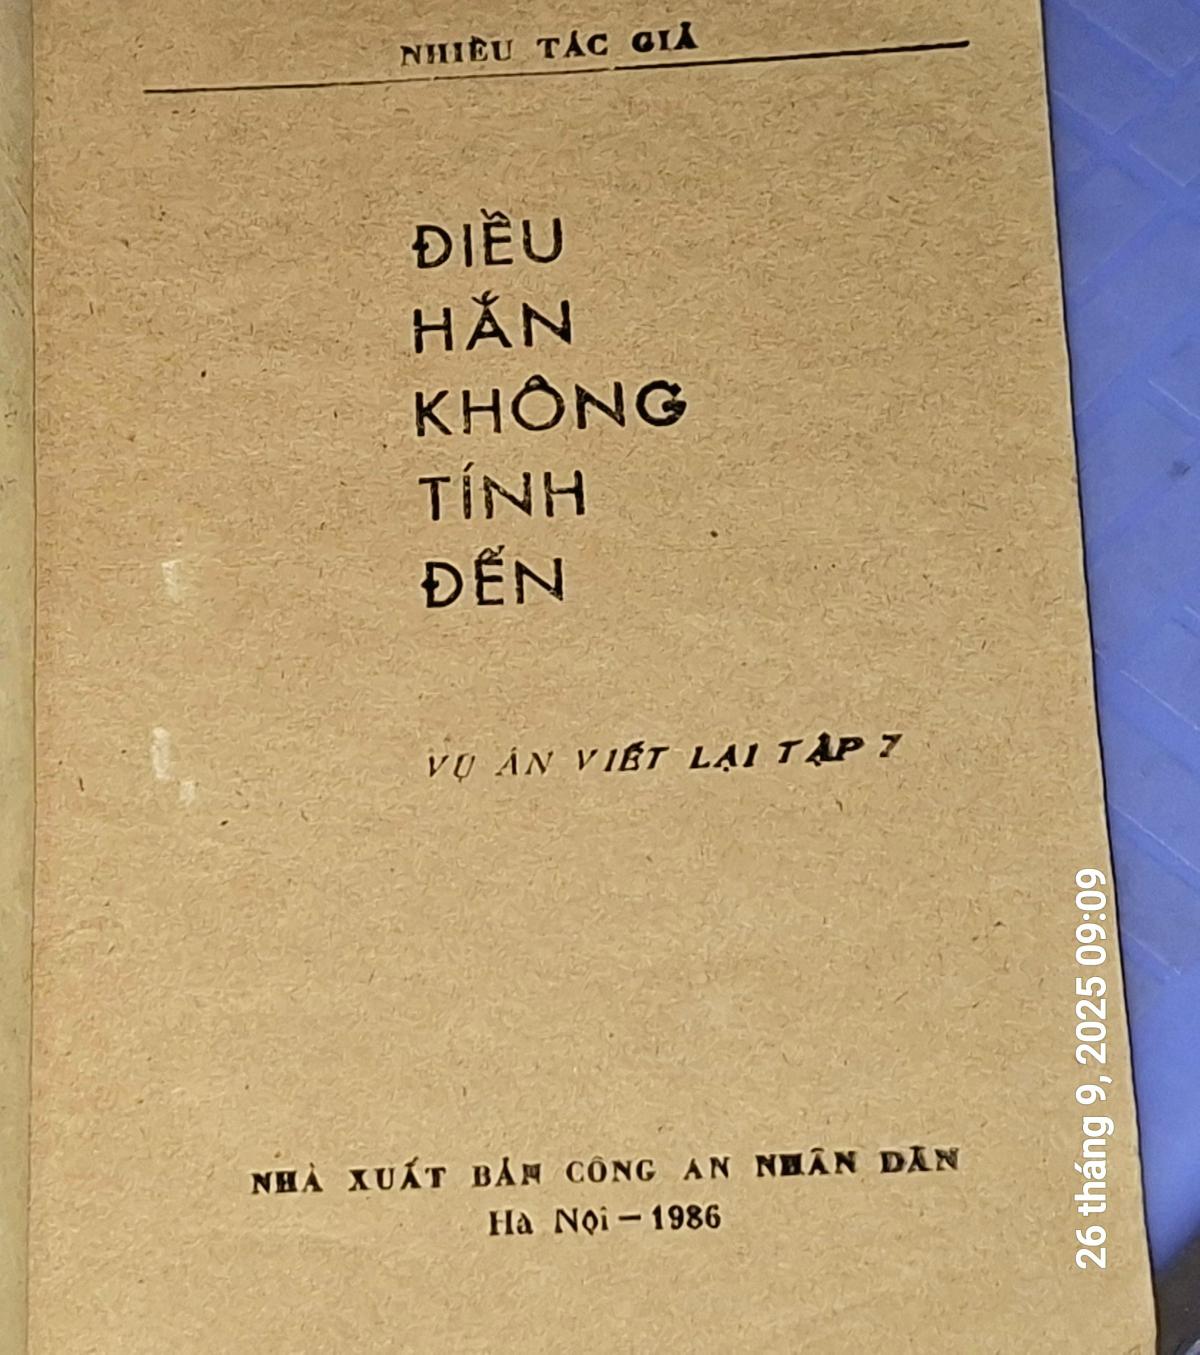 NHIỀU TÁC GIẢ
ĐIỀU
HẮN
KHÔNG
TÍNH
ĐẾN
VỤ ÁN VIẾT LẠI TẬP 7
NHÀ XUẤT BẢN CÔNG AN NHÂN DÂN
Hà Nội — 1986
26 tháng 9, 2025 09:09